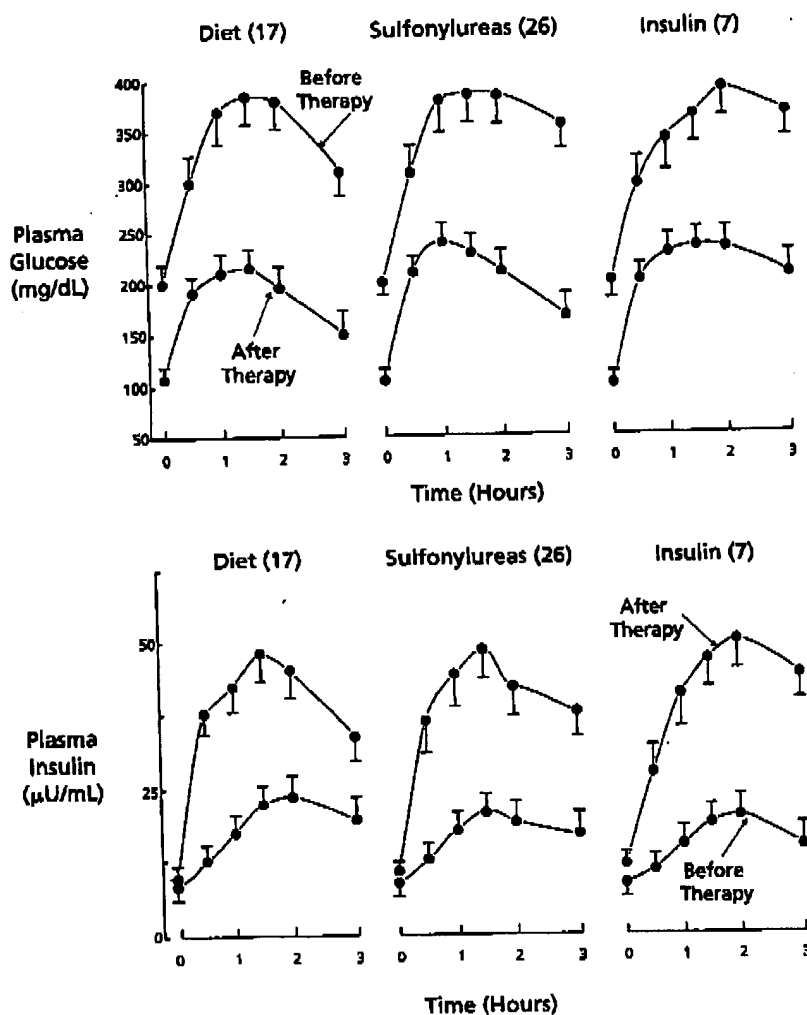 Diet (17)
Sulfonylureas (26)
Insulin (7)
Before
Therapy
400
350
300
250
200
150
100
50
Plasma
Glucose
(mg/dL)
After
Therapy
0 1 2 3
0 1 2 3
0 1 2 3
Time (Hours)
Diet (17)
Sulfonylureas (26)
Insulin (7)
After
Therapy
50
25
0
Plasma
Insulin
(µU/mL)
Before
Therapy
0 1 2 3
0 1 2 3
0 1 2 3
Time (Hours)